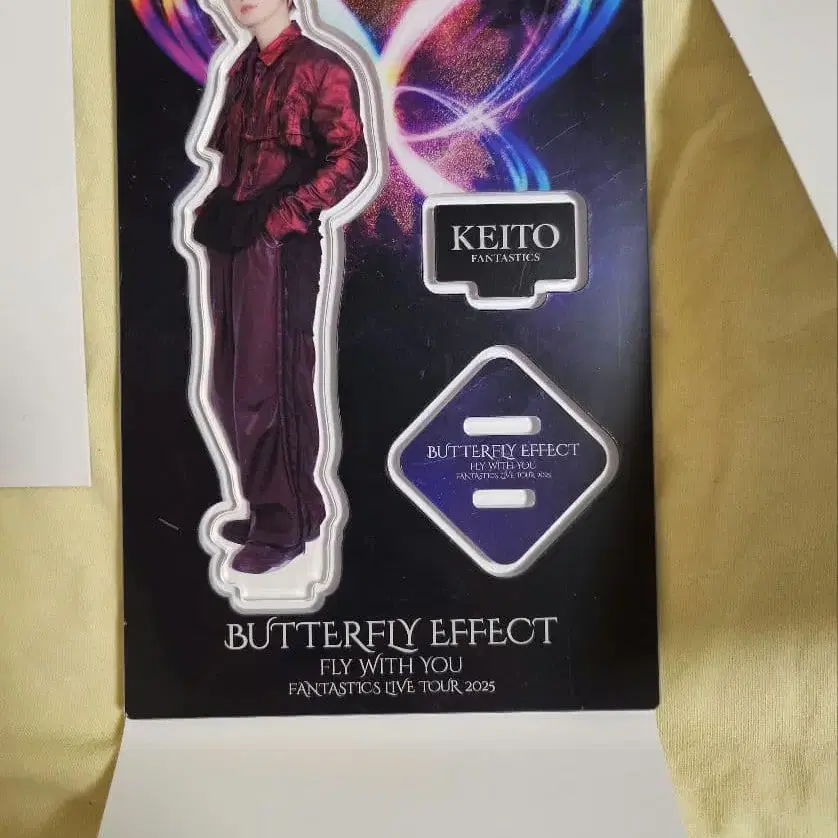 KEITO
FANTASTICS
BUTTERFLY EFFECT
FLY WITH YOU
FANTASTICS LIVE TOUR 2025
BUTTERFLY EFFECT
FLY WITH YOU
FANTASTICS LIVE TOUR 2025